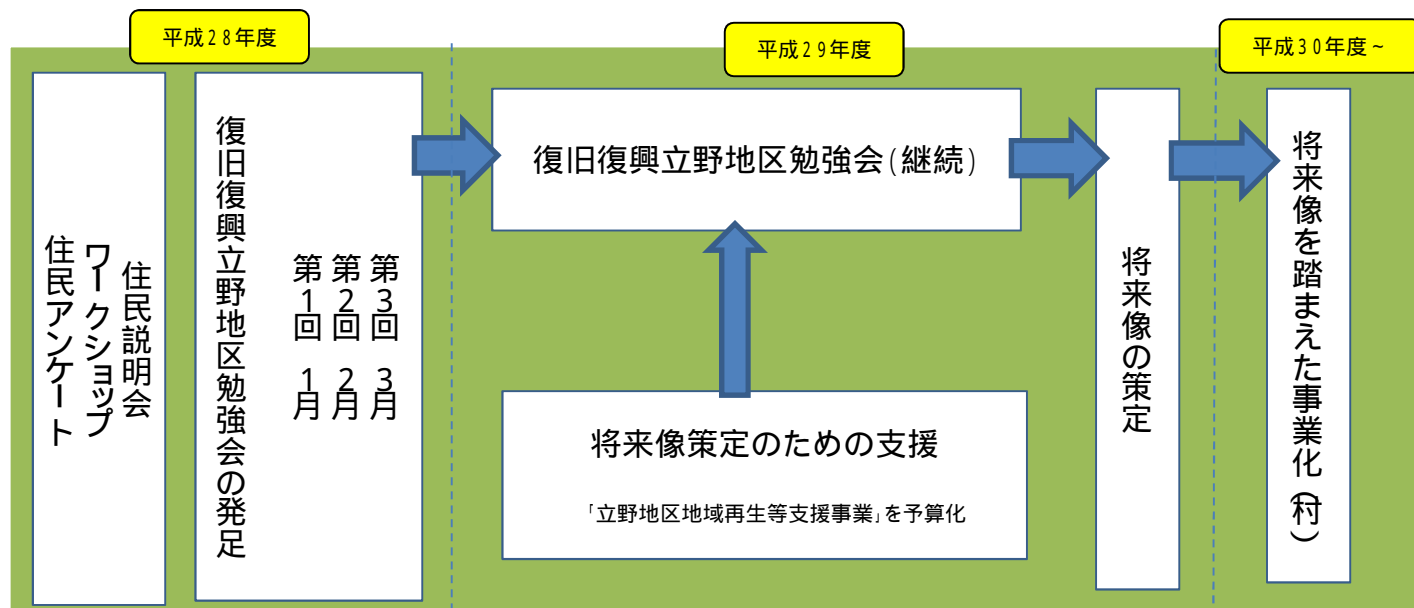 平成28年度
平成29年度
平成30年度~
住民説明会
ワークショップ
住民アンケート
復旧復興立野地区勉強会の発足
第1回 1月
第2回 2月
第3回 3月
復旧復興立野地区勉強会(継続)
将来像策定のための支援
「立野地区地域再生等支援事業」を予算化
将来像の策定
将来像を踏まえた事業化(村)